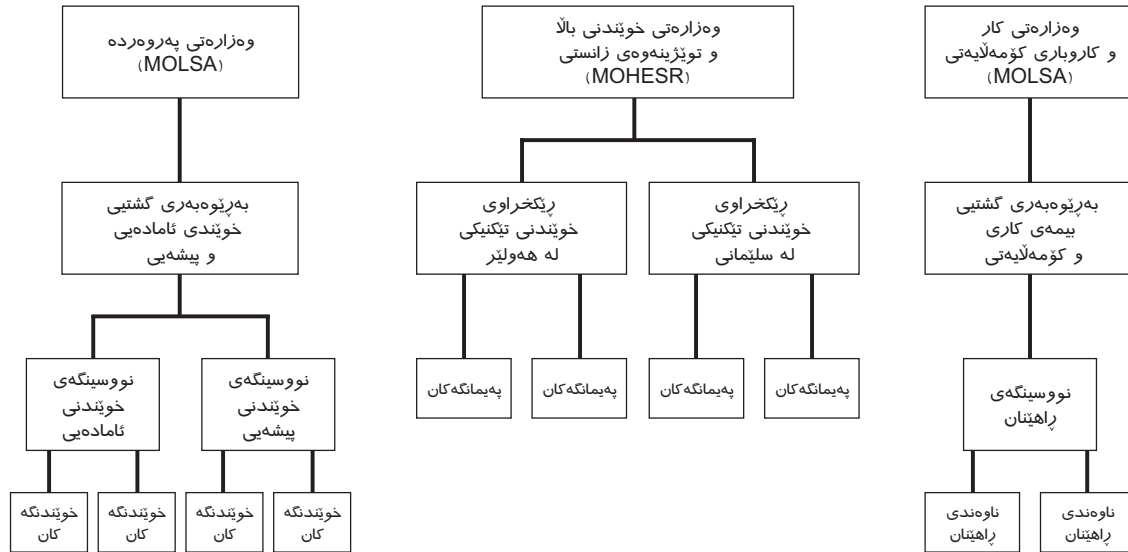 وەزارەتی کار
و کاروباری کۆمەڵایەتی
(MOLSA)
وەزارەتی خوێندنی باڵا
و توێژینەوەی زانستی
(MOHESR)
وەزارەتی پەروەردە
(MOLSA)
بەڕێوەبەری گشتیی
بیمەی کاری
و کۆمەڵایەتی
ڕێکخراوی
خوێندنی تێکنیکی
لە سلێمانی
ڕێکخراوی
خوێندنی تێکنیکی
لە هەولێر
بەڕێوەبەری گشتیی
خوێندی ئامادەیی
و پیشەیی
نووسینگەی
ڕاهێنان
پەیمانگەکان
پەیمانگەکان
پەیمانگەکان
پەیمانگەکان
نووسینگەی
خوێندنی
پیشەیی
نووسینگەی
خوێندنی
ئامادەیی
ناوەندی
ڕاهێنان
ناوەندی
ڕاهێنان
خوێندنگە
کان
خوێندنگە
کان
خوێندنگە
کان
خوێندنگە
کان